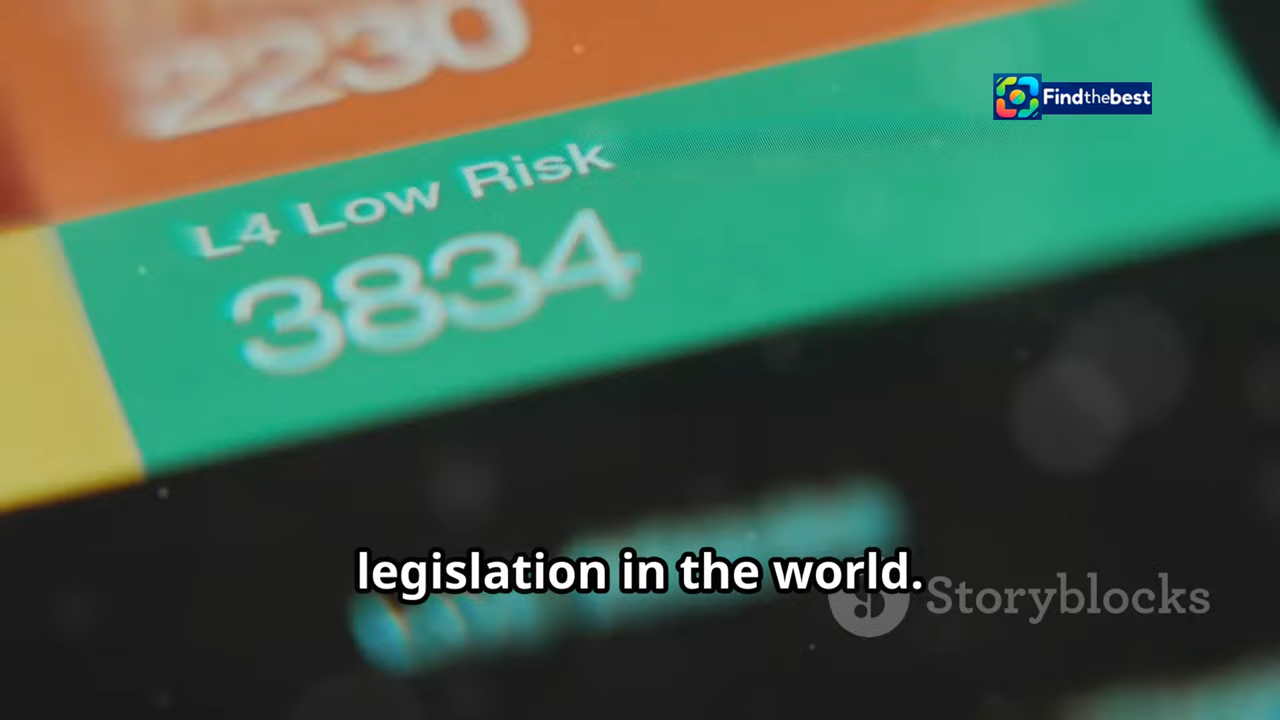 2230
Findthebest
L4 Low Risk
3834
legislation in the world.
Storyblocks